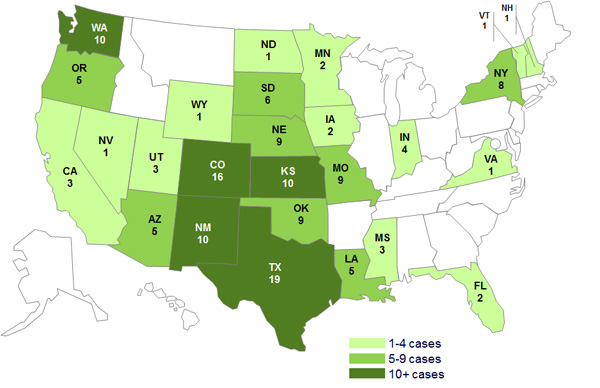 NH
1
VT
1
WA
10
OR
5
ND
1
MN
2
SD
6
NY
8
WY
1
IA
2
NE
9
NV
1
UT
3
CO
16
KS
10
MO
9
IN
4
VA
1
CA
3
AZ
5
NM
10
OK
9
TX
19
LA
5
MS
3
FL
2
1-4 cases
5-9 cases
10+ cases